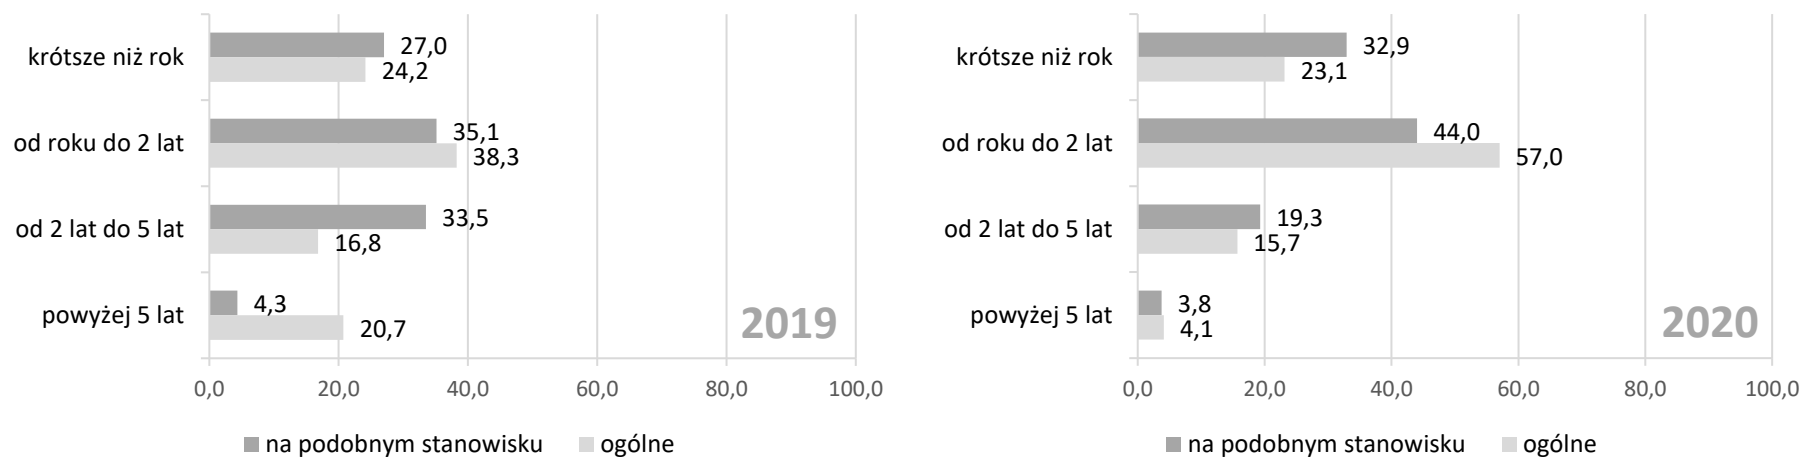 krótsze niż rok
27,0
24,2
od roku do 2 lat
35,1
38,3
od 2 lat do 5 lat
33,5
16,8
powyżej 5 lat
4,3
20,7
2019
0,0 20,0 40,0 60,0 80,0 100,0
na podobnym stanowisku ogólne
krótsze niż rok
32,9
23,1
od roku do 2 lat
44,0
57,0
od 2 lat do 5 lat
19,3
15,7
powyżej 5 lat
3,8
4,1
2020
0,0 20,0 40,0 60,0 80,0 100,0
na podobnym stanowisku ogólne